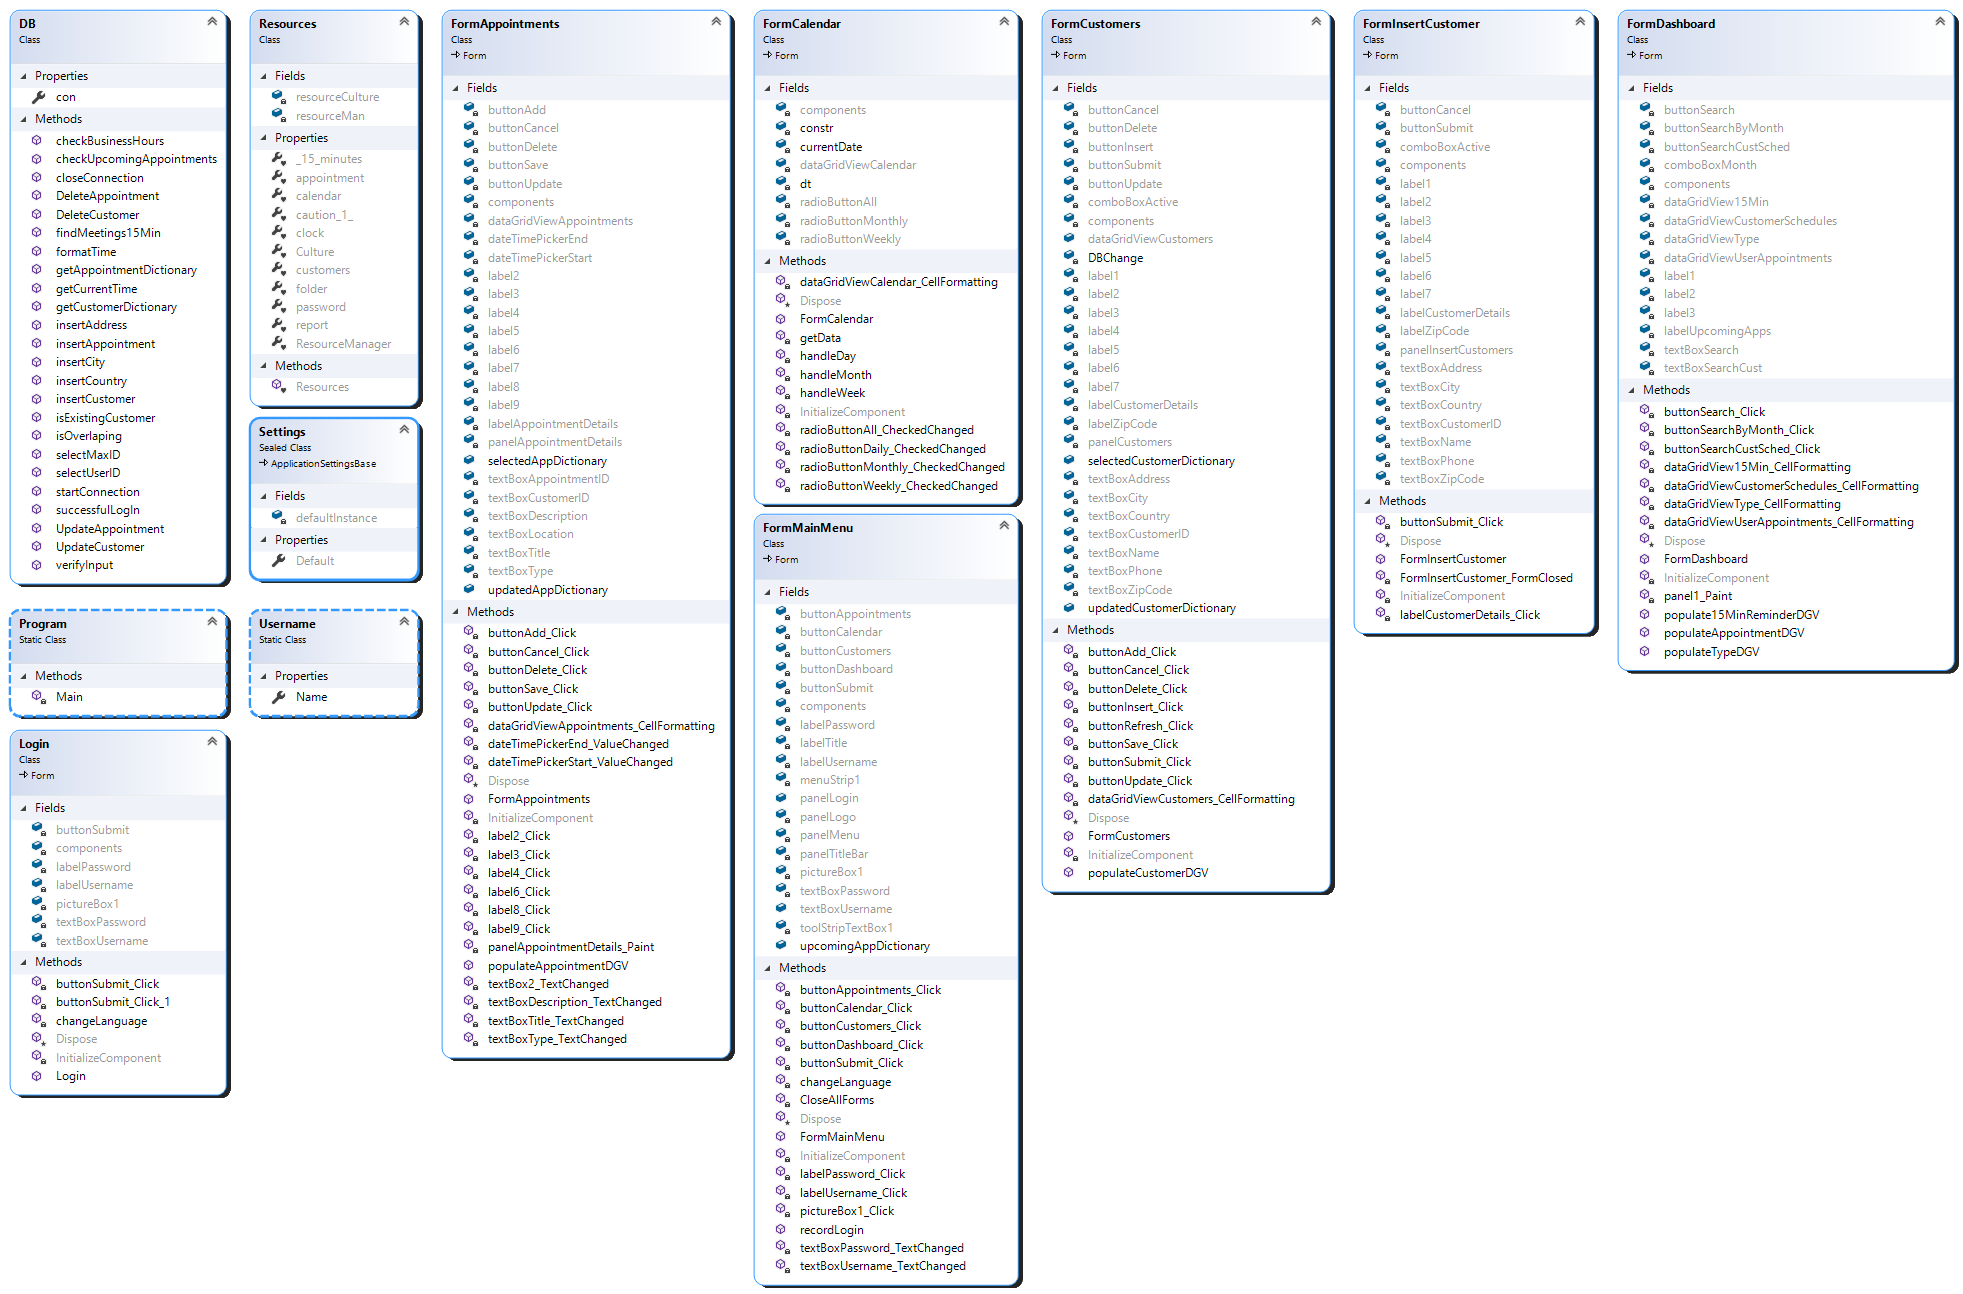 DB
Class
Properties
con
Methods
checkBusinessHours
checkUpcomingAppointments
closeConnection
DeleteAppointment
DeleteCustomer
findMeetings15Min
formatTime
getAppointmentDictionary
getCurrentTime
getCustomerDictionary
insertAddress
insertAppointment
insertCity
insertCountry
insertCustomer
isExistingCustomer
isOverlaping
selectMaxID
selectUserID
startConnection
successfulLogIn
UpdateAppointment
UpdateCustomer
verifyInput
Program
Static Class
Methods
Main
Login
Class
Form
Fields
buttonSubmit
components
labelPassword
labelUsername
pictureBox1
textBoxPassword
textBoxUsername
Methods
buttonSubmit_Click
buttonSubmit_Click_1
changeLanguage
Dispose
InitializeComponent
Login
Resources
Class
Fields
resourceCulture
resourceMan
Properties
_15_minutes
appointment
calendar
caution_1_
clock
Culture
customers
folder
password
report
ResourceManager
Methods
Resources
Settings
Sealed Class
ApplicationSettingsBase
Fields
defaultInstance
Properties
Default
Username
Static Class
Properties
Name
FormAppointments
Class
Form
Fields
buttonAdd
buttonCancel
buttonDelete
buttonSave
buttonUpdate
components
dataGridViewAppointments
dateTimePickerEnd
dateTimePickerStart
label2
label3
label4
label5
label6
label7
label8
label9
labelAppointmentDetails
panelAppointmentDetails
selectedAppDictionary
textBoxAppointmentID
textBoxCustomerID
textBoxDescription
textBoxLocation
textBoxTitle
textBoxType
updatedAppDictionary
Methods
buttonAdd_Click
buttonCancel_Click
buttonDelete_Click
buttonSave_Click
buttonUpdate_Click
dataGridViewAppointments_CellFormatting
dateTimePickerEnd_ValueChanged
dateTimePickerStart_ValueChanged
Dispose
FormAppointments
InitializeComponent
label2_Click
label3_Click
label4_Click
label6_Click
label8_Click
label9_Click
panelAppointmentDetails_Paint
populateAppointmentDGV
textBox2_TextChanged
textBoxDescription_TextChanged
textBoxTitle_TextChanged
textBoxType_TextChanged
FormCalendar
Class
Form
Fields
components
constr
currentDate
dataGridViewCalendar
dt
radioButtonAll
radioButtonMonthly
radioButtonWeekly
Methods
dataGridViewCalendar_CellFormatting
Dispose
FormCalendar
getData
handleDay
handleMonth
handleWeek
InitializeComponent
radioButtonAll_CheckedChanged
radioButtonDaily_CheckedChanged
radioButtonMonthly_CheckedChanged
radioButtonWeekly_CheckedChanged
FormMainMenu
Class
Form
Fields
buttonAppointments
buttonCalendar
buttonCustomers
buttonDashboard
buttonSubmit
components
labelPassword
labelTitle
labelUsername
menuStrip1
panelLogin
panelLogo
panelMenu
panelTitleBar
pictureBox1
textBoxPassword
textBoxUsername
toolStripTextBox1
upcomingAppDictionary
Methods
buttonAppointments_Click
buttonCalendar_Click
buttonCustomers_Click
buttonDashboard_Click
buttonSubmit_Click
changeLanguage
CloseAllForms
Dispose
FormMainMenu
InitializeComponent
labelPassword_Click
labelUsername_Click
pictureBox1_Click
recordLogin
textBoxPassword_TextChanged
textBoxUsername_TextChanged
FormCustomers
Class
Form
Fields
buttonCancel
buttonDelete
buttonInsert
buttonSubmit
buttonUpdate
comboBoxActive
components
dataGridViewCustomers
DBChange
label1
label2
label3
label4
label5
label6
label7
labelCustomerDetails
labelZipCode
panelCustomers
selectedCustomerDictionary
textBoxAddress
textBoxCity
textBoxCountry
textBoxCustomerID
textBoxName
textBoxPhone
textBoxZipCode
updatedCustomerDictionary
Methods
buttonAdd_Click
buttonCancel_Click
buttonDelete_Click
buttonInsert_Click
buttonRefresh_Click
buttonSave_Click
buttonSubmit_Click
buttonUpdate_Click
dataGridViewCustomers_CellFormatting
Dispose
FormCustomers
InitializeComponent
populateCustomerDGV
FormInsertCustomer
Class
Form
Fields
buttonCancel
buttonSubmit
comboBoxActive
components
label1
label2
label3
label4
label5
label6
label7
labelCustomerDetails
labelZipCode
panelInsertCustomers
textBoxAddress
textBoxCity
textBoxCountry
textBoxCustomerID
textBoxName
textBoxPhone
textBoxZipCode
Methods
buttonSubmit_Click
Dispose
FormInsertCustomer
FormInsertCustomer_FormClosed
InitializeComponent
labelCustomerDetails_Click
FormDashboard
Class
Form
Fields
buttonSearch
buttonSearchByMonth
buttonSearchCustSched
comboBoxMonth
components
dataGridView15Min
dataGridViewCustomerSchedules
dataGridViewType
dataGridViewUserAppointments
label1
label2
label3
labelUpcomingApps
textBoxSearch
textBoxSearchCust
Methods
buttonSearch_Click
buttonSearchByMonth_Click
buttonSearchCustSched_Click
dataGridView15Min_CellFormatting
dataGridViewCustomerSchedules_CellFormatting
dataGridViewType_CellFormatting
dataGridViewUserAppointments_CellFormatting
Dispose
FormDashboard
InitializeComponent
panel1_Paint
populate15MinReminderDGV
populateAppointmentDGV
populateTypeDGV